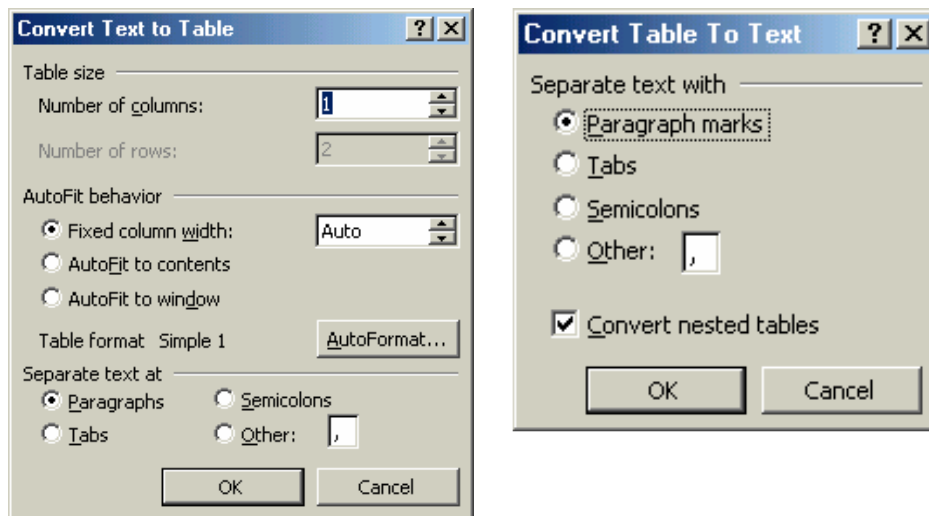 Convert Text to Table ? X
Table size
Number of columns: 1
Number of rows: 2
AutoFit behavior
Fixed column width: Auto
AutoFit to contents
AutoFit to window
Table format Simple 1 AutoFormat...
Separate text at
Paragraphs Semicolons
Tabs Other: ,
OK Cancel
Convert Table To Text ? X
Separate text with
Paragraph marks
Tabs
Semicolons
Other: ,
Convert nested tables
OK Cancel